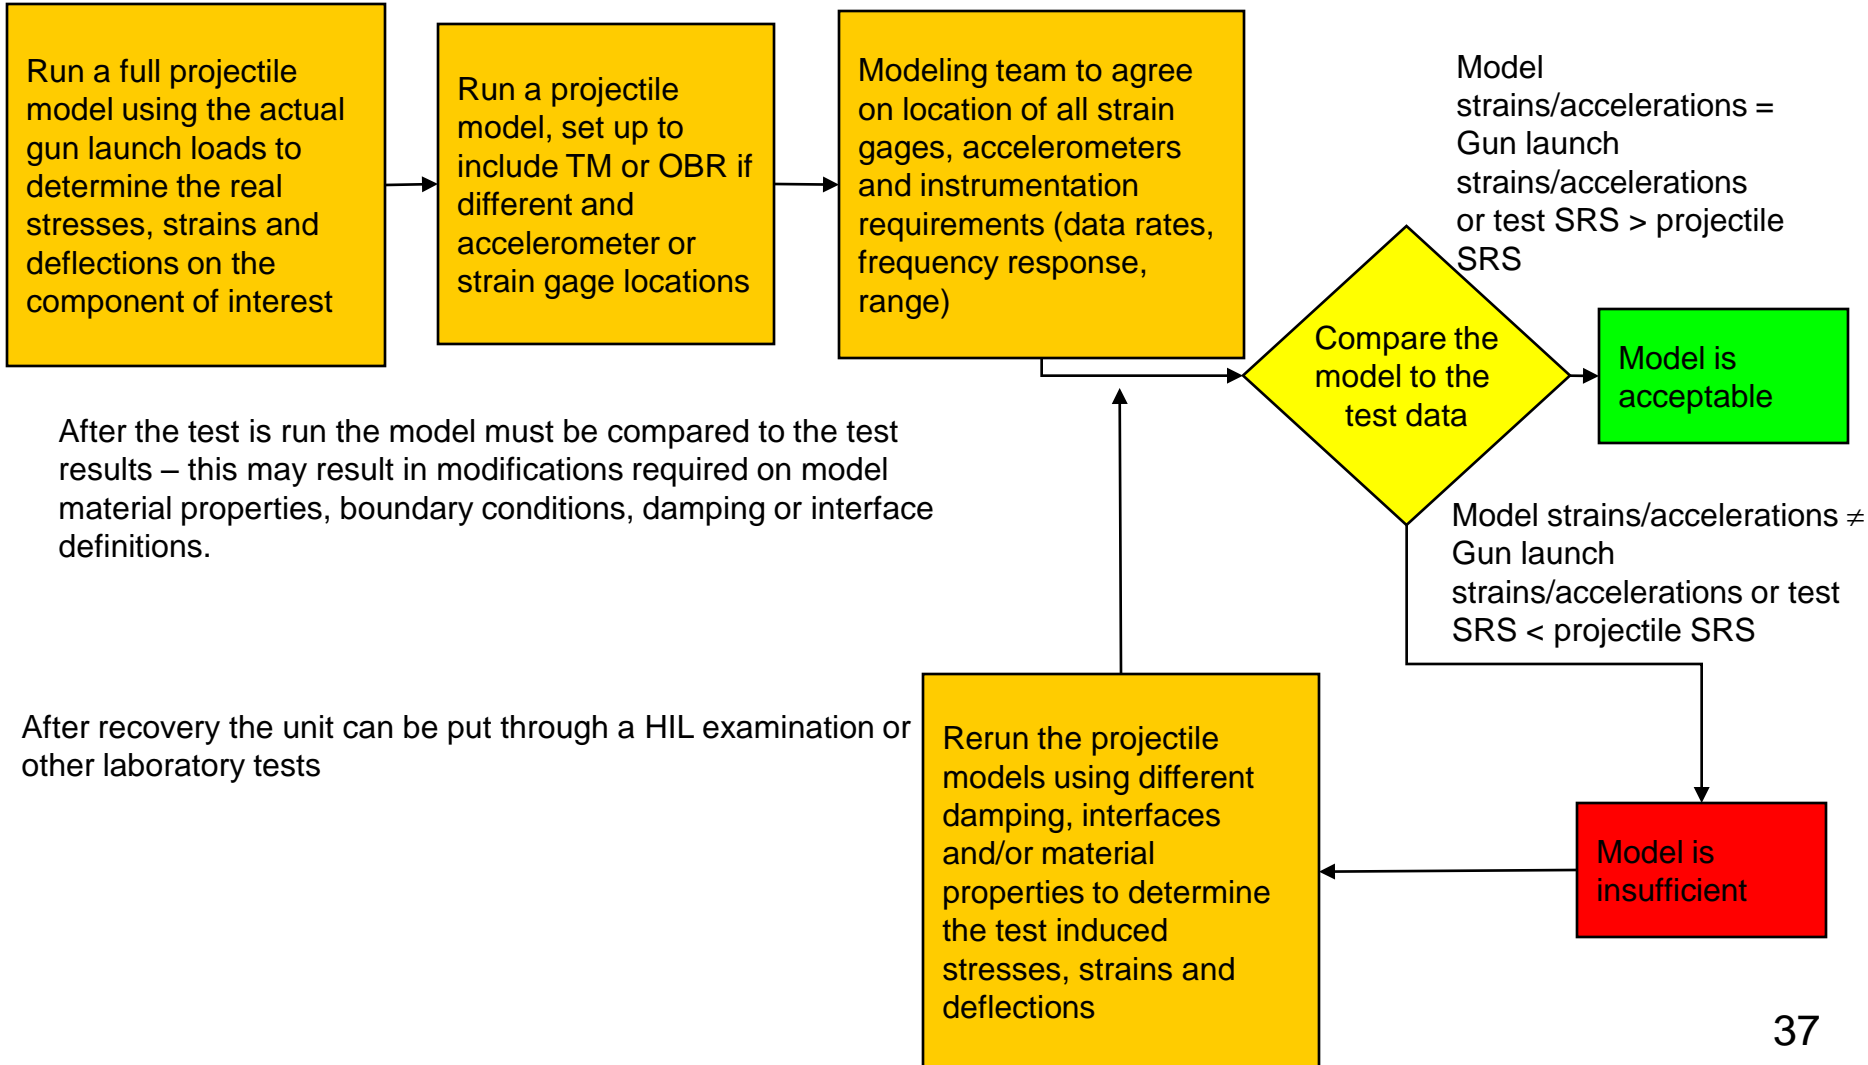 Run a full projectile
model using the actual
gun launch loads to
determine the real
stresses, strains and
deflections on the
component of interest
Run a projectile
model, set up to
include TM or OBR if
different and
accelerometer or
strain gage locations
Modeling team to agree
on location of all strain
gages, accelerometers
and instrumentation
requirements (data rates,
frequency response,
range)
Model
strains/accelerations =
Gun launch
strains/accelerations
or test SRS > projectile
SRS
Compare the
model to the
test data
Model is
acceptable
After the test is run the model must be compared to the test
results – this may result in modifications required on model
material properties, boundary conditions, damping or interface
definitions.
Model strains/accelerations ≠
Gun launch
strains/accelerations or test
SRS < projectile SRS
After recovery the unit can be put through a HIL examination or
other laboratory tests
Rerun the projectile
models using different
damping, interfaces
and/or material
properties to determine
the test induced
stresses, strains and
deflections
Model is
insufficient
37